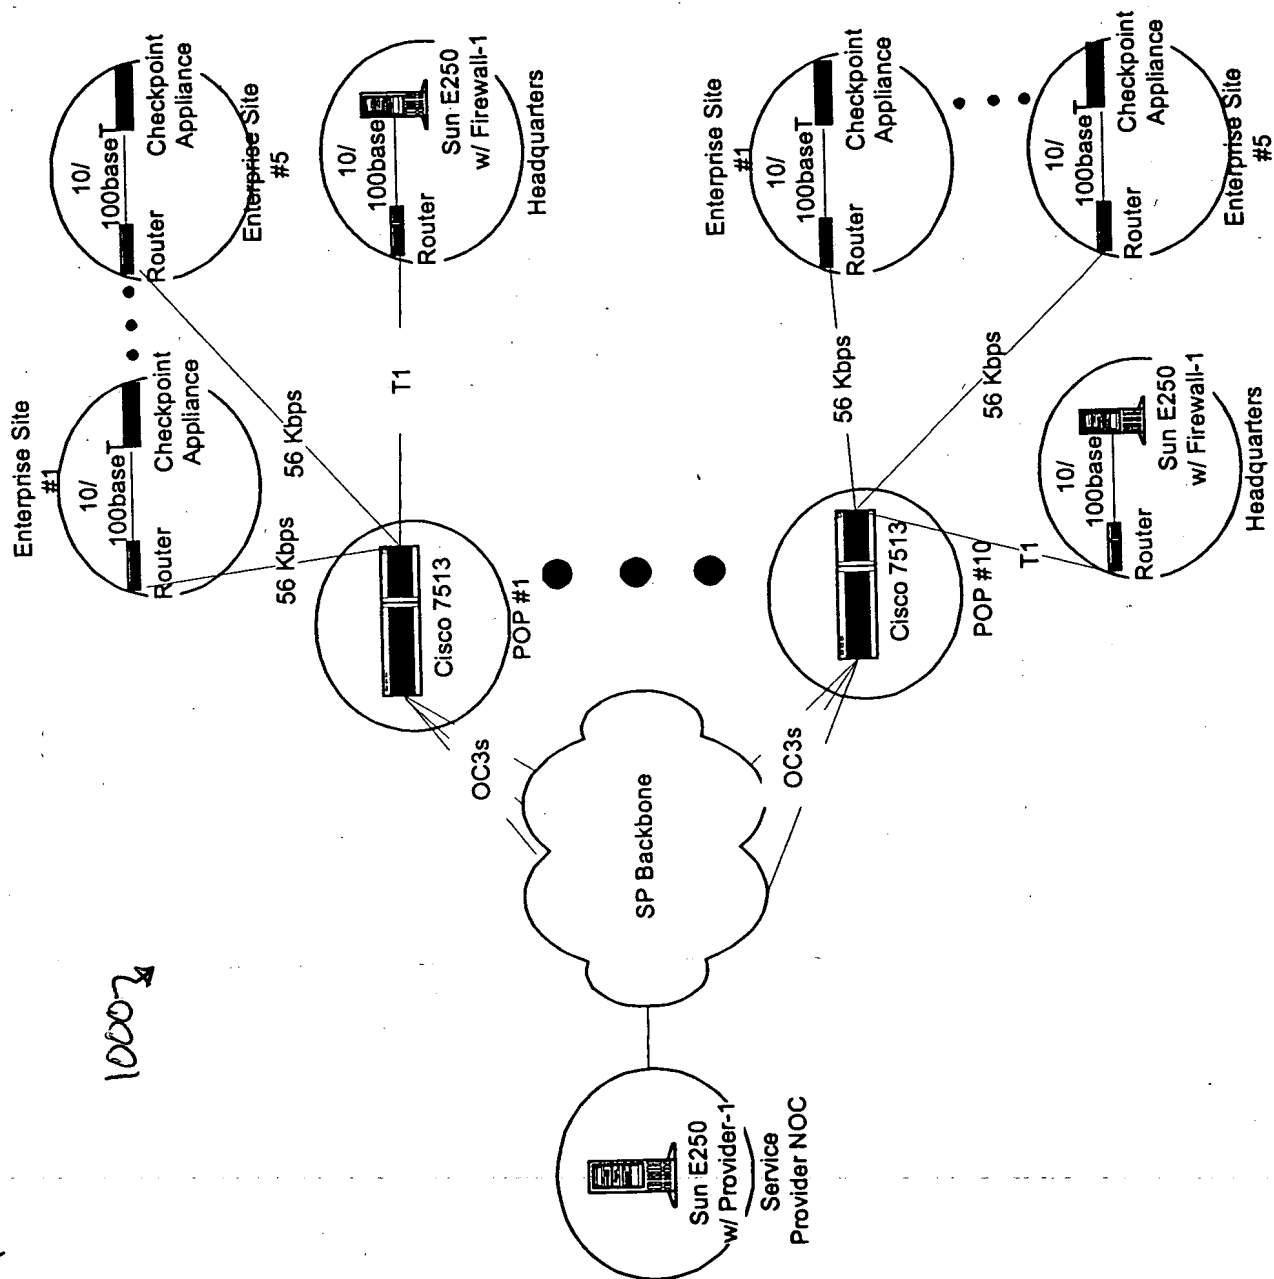 1000
Sun E250
w/ Provider-1
Service
Provider NOC
SP Backbone
OC3s
OC3s
Cisco 7513
POP #1
Cisco 7513
POP #10
56 Kbps
56 Kbps
T1
56 Kbps
56 Kbps
T1
Enterprise Site
#1
10/
100baseT
Router
Checkpoint
Appliance
10/
100baseT
Router
Checkpoint
Appliance
Enterprise Site
#5
10/
100baseT
Router
Sun E250
w/ Firewall-1
Headquarters
Enterprise Site
#1
10/
100baseT
Router
Checkpoint
Appliance
10/
100baseT
Router
Checkpoint
Appliance
Enterprise Site
#5
10/
100baseT
Router
Sun E250
w/ Firewall-1
Headquarters